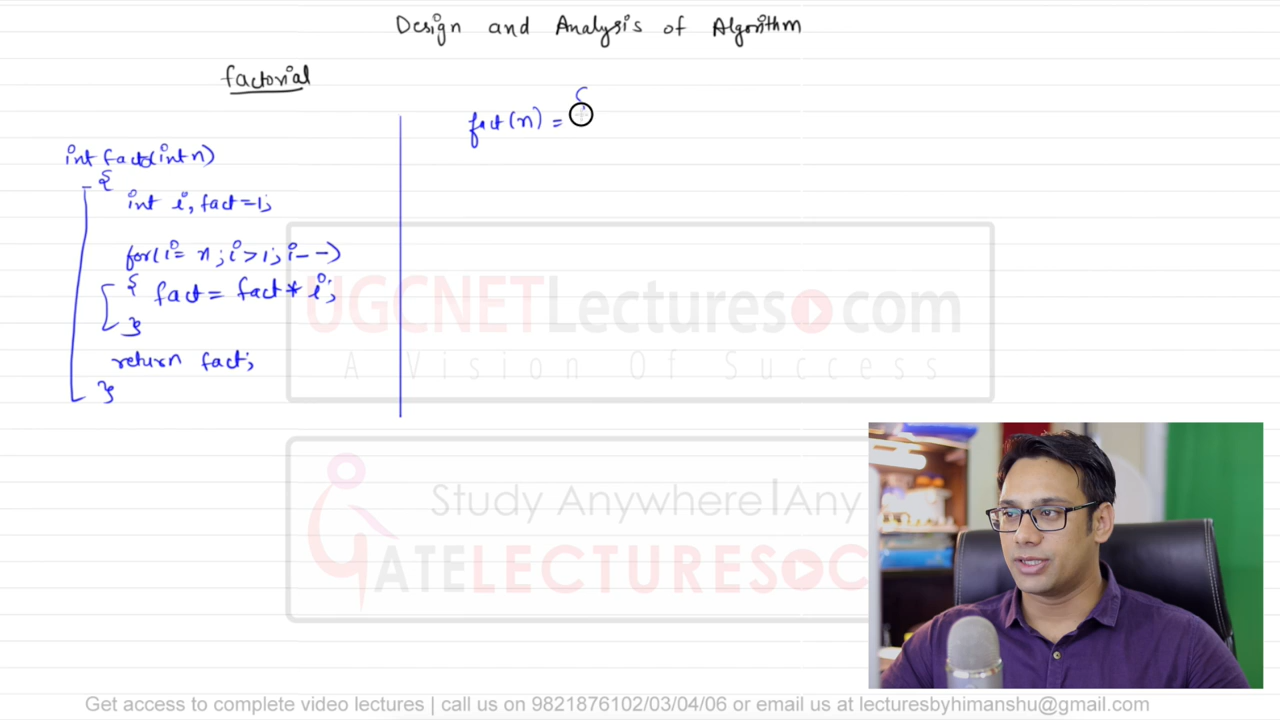 Design and Analysis of Algorithm
factorial
int fact(int n)
{
int i, fact=1;
for(i= n; i>1; i--)
{ fact = fact * i;
}
return fact;
}
fact(n) = {
UGCNETLectures.com
A Vision Of Success
Study Anywhere|Any
GATELECTURES.C
Get access to complete video lectures | call us on 9821876102/03/04/06 or email us at lecturesbyhimanshu@gmail.com